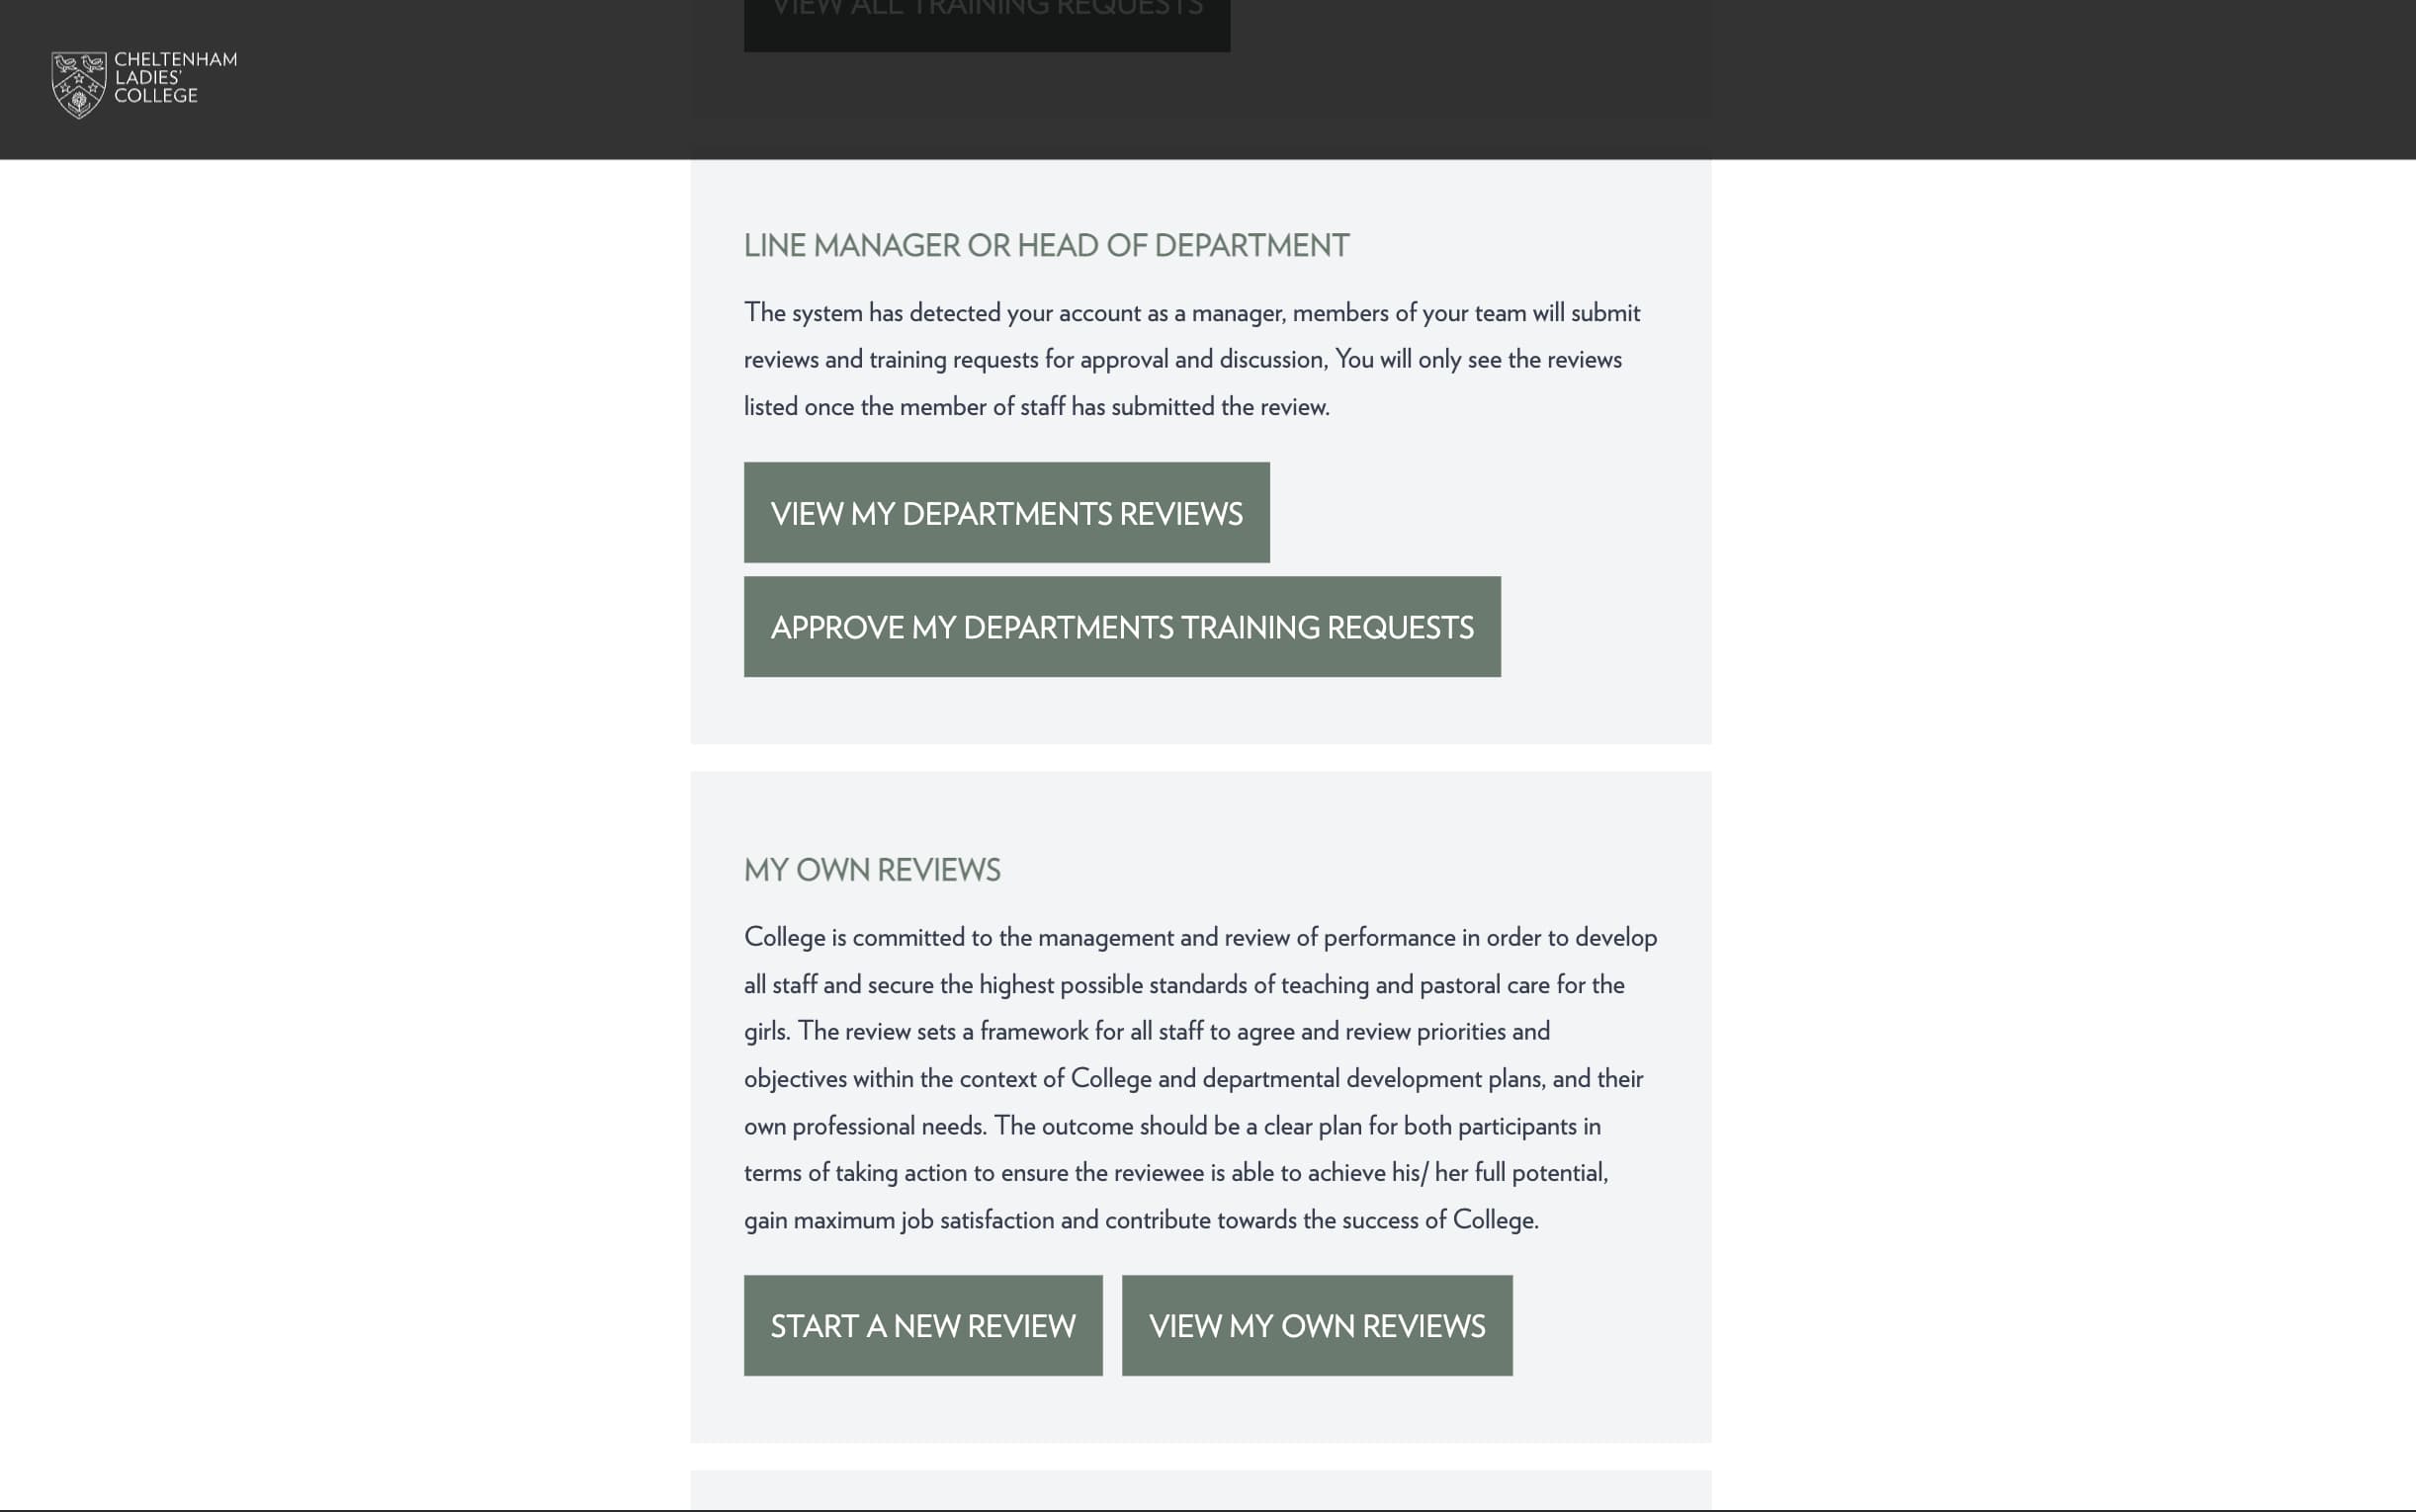 VIEW ALL TRAINING REQUESTS
CHELTENHAM
LADIES'
COLLEGE
LINE MANAGER OR HEAD OF DEPARTMENT
The system has detected your account as a manager, members of your team will submit
reviews and training requests for approval and discussion, You will only see the reviews
listed once the member of staff has submitted the review.
VIEW MY DEPARTMENTS REVIEWS
APPROVE MY DEPARTMENTS TRAINING REQUESTS
MY OWN REVIEWS
College is committed to the management and review of performance in order to develop
all staff and secure the highest possible standards of teaching and pastoral care for the
girls. The review sets a framework for all staff to agree and review priorities and
objectives within the context of College and departmental development plans, and their
own professional needs. The outcome should be a clear plan for both participants in
terms of taking action to ensure the reviewee is able to achieve his/ her full potential,
gain maximum job satisfaction and contribute towards the success of College.
START A NEW REVIEW
VIEW MY OWN REVIEWS